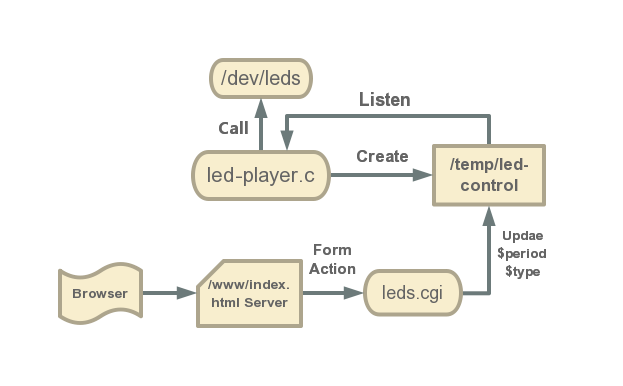 /dev/leds
Listen
Call
led-player.c
Create
/temp/led-
control
Updae
$period
$type
Form
Action
Browser
/www/index.
html Server
leds.cgi